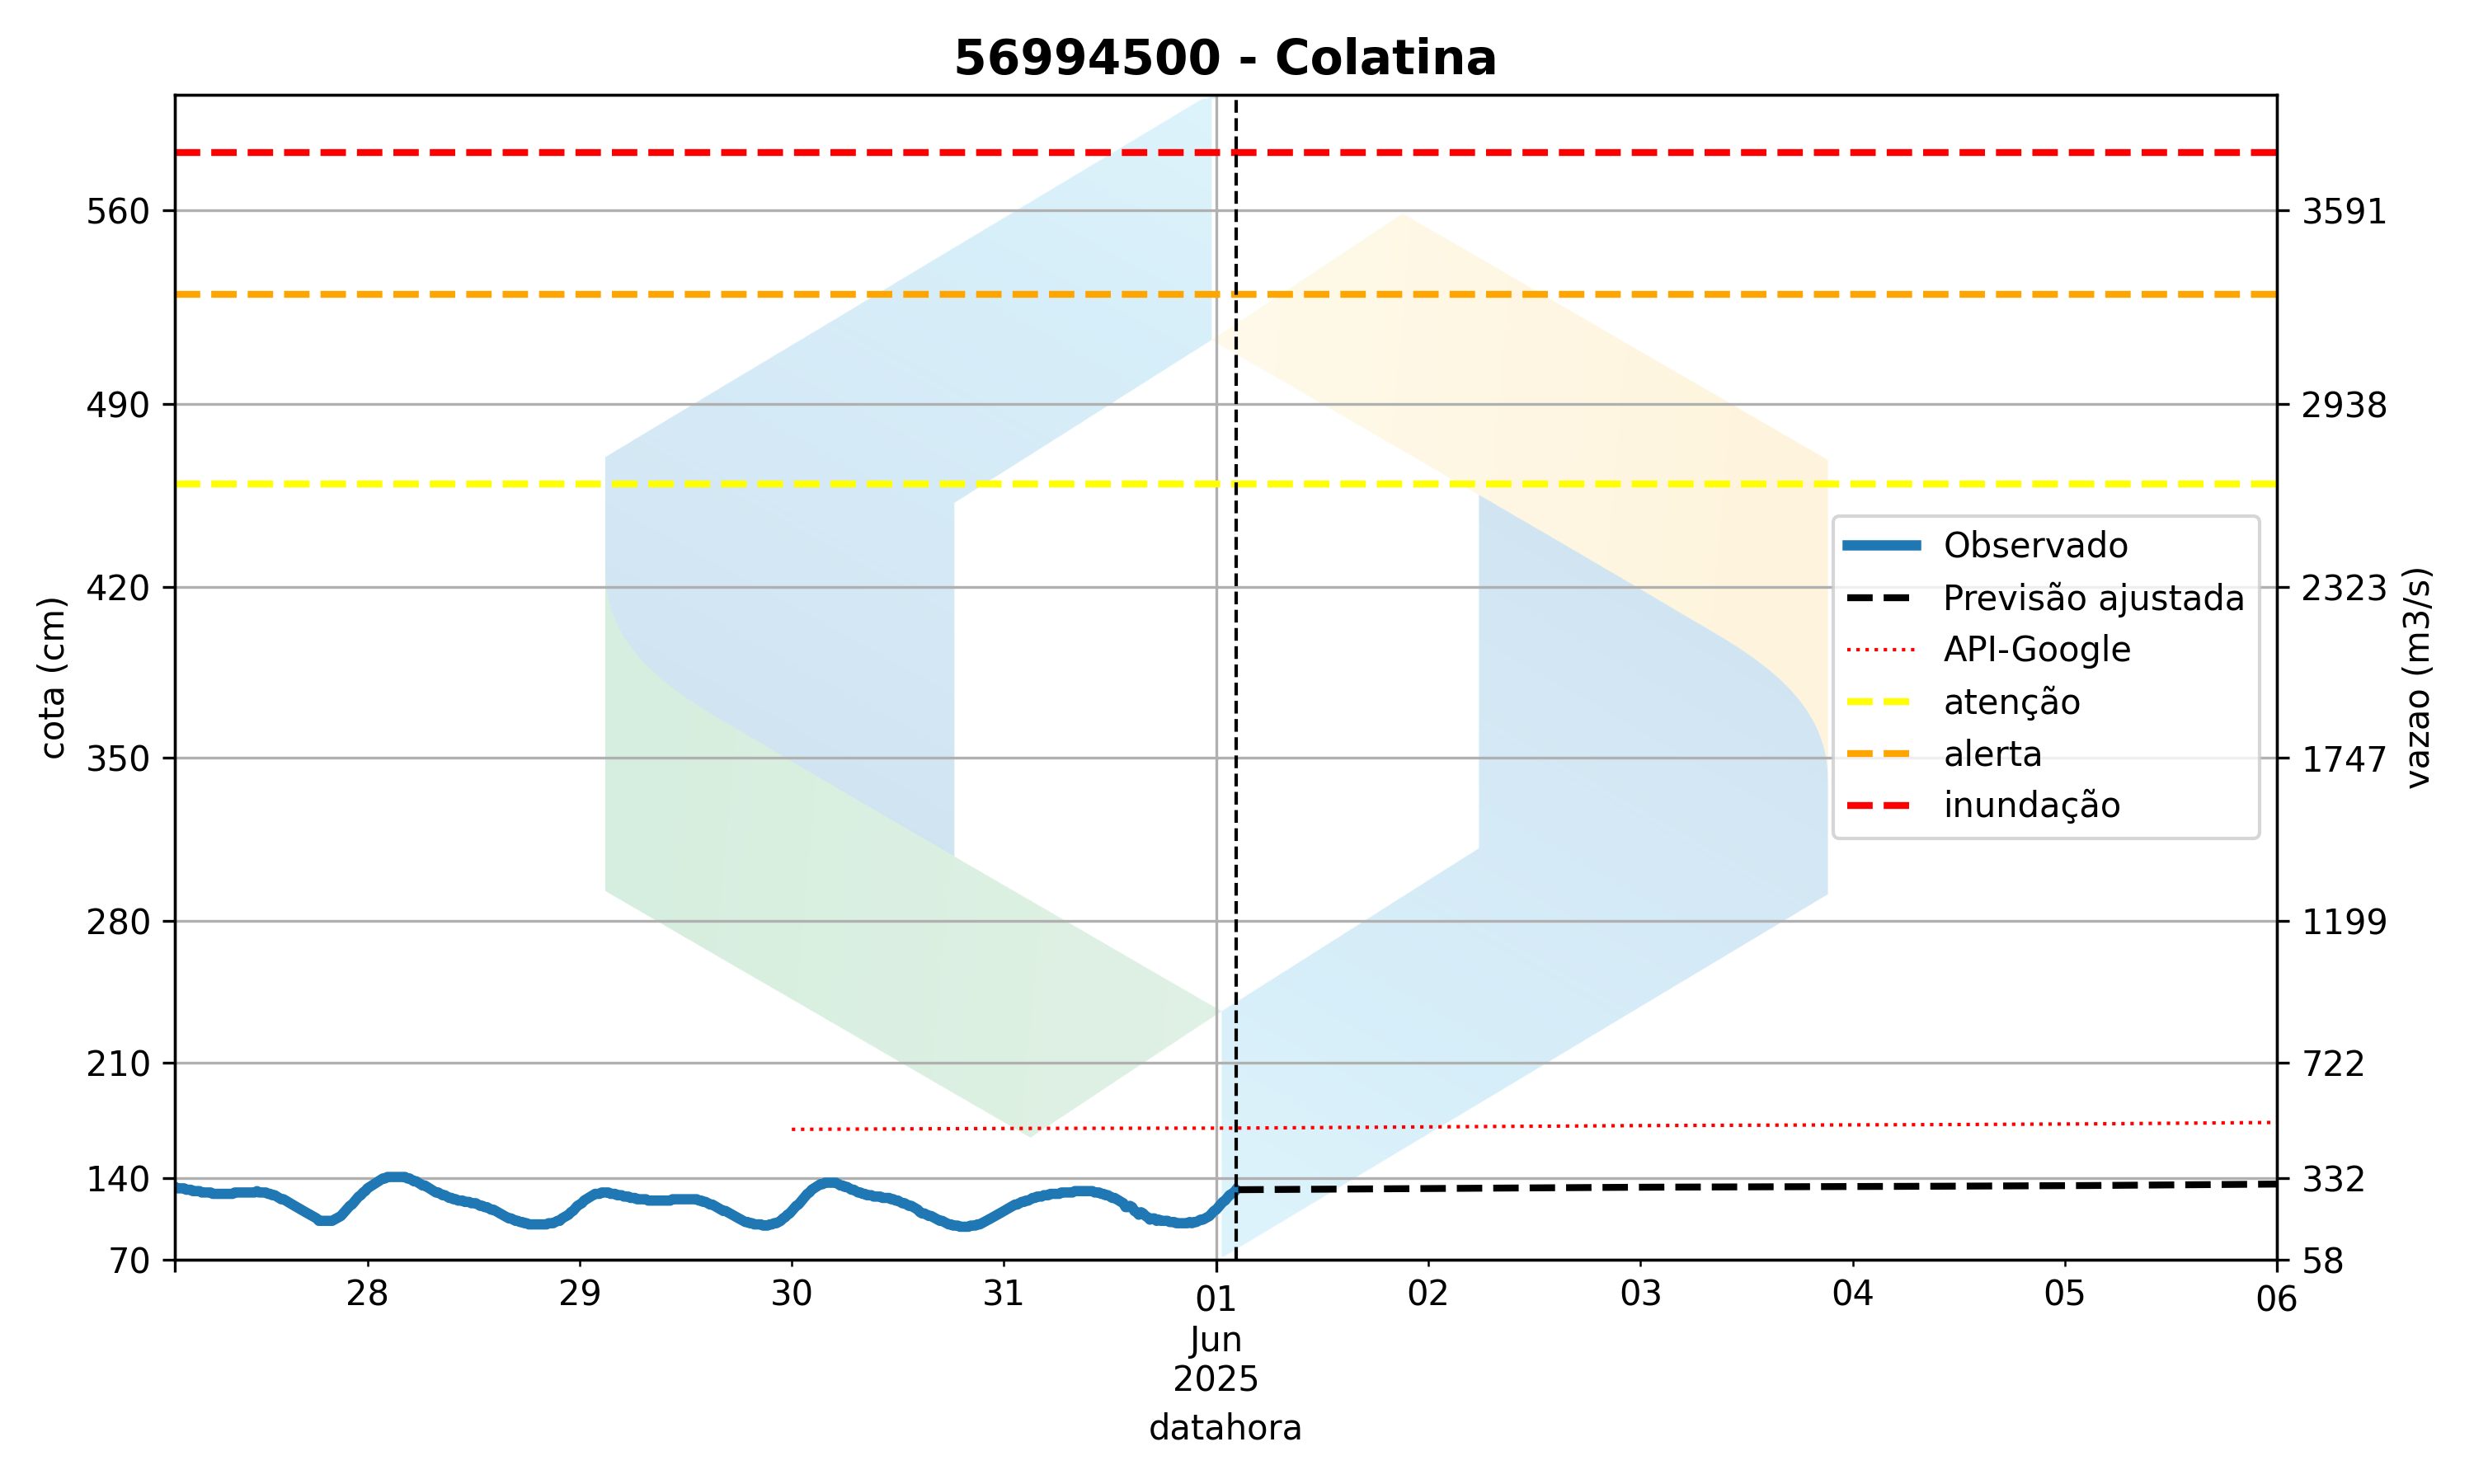 56994500 - Colatina
560
490
420
350
280
210
140
70
cota (cm)
3591
2938
2323
1747
1199
722
332
58
vazao (m3/s)
Observado
Previsão ajustada
API-Google
atenção
alerta
inundação
28
29
30
31
01
02
03
04
05
06
Jun
2025
datahora